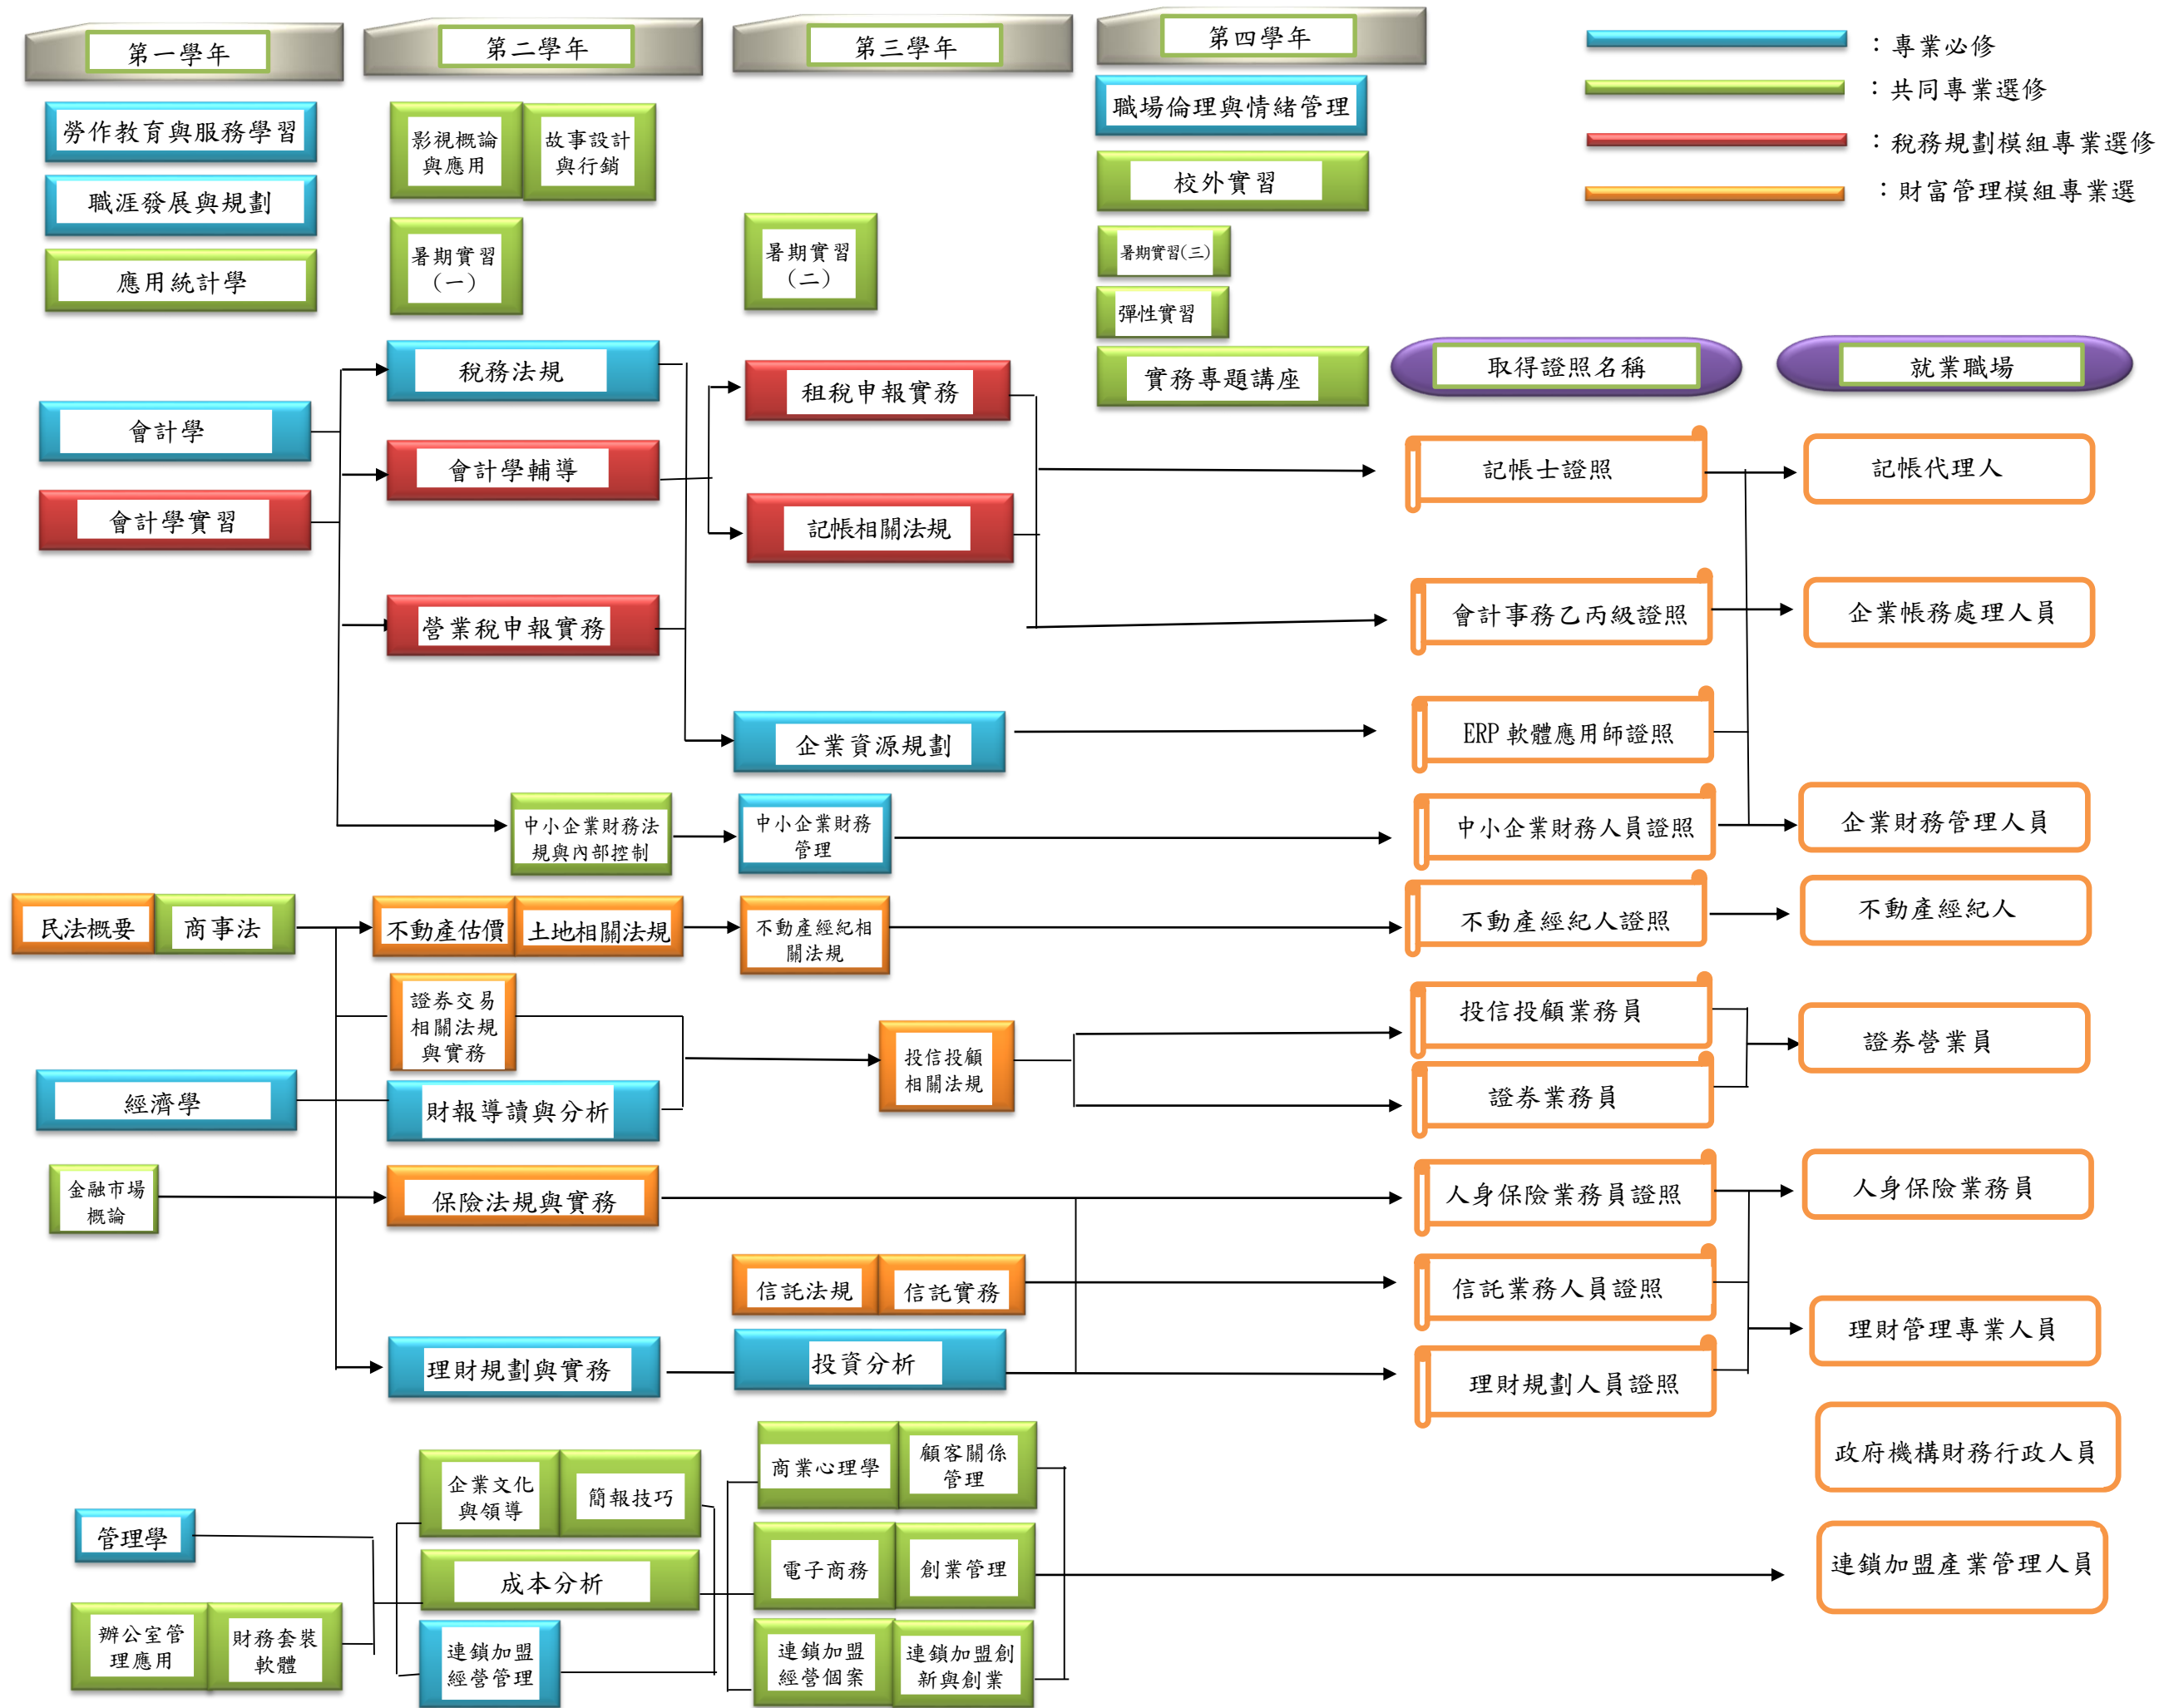 第一學年
第二學年
第三學年
第四學年
：專業必修
：共同專業選修
：稅務規劃模組專業選修
：財富管理模組專業選
勞作教育與服務學習
職涯發展與規劃
應用統計學
影視概論
與應用
故事設計
與行銷
暑期實習
(一)
暑期實習
(二)
職場倫理與情緒管理
校外實習
暑期實習(三)
彈性實習
實務專題講座
取得證照名稱
就業職場
會計學
會計學實習
稅務法規
會計學輔導
營業稅申報實務
租稅申報實務
記帳相關法規
企業資源規劃
中小企業財務法
規與內部控制
中小企業財務
管理
記帳士證照
會計事務乙丙級證照
ERP 軟體應用師證照
中小企業財務人員證照
記帳代理人
企業帳務處理人員
企業財務管理人員
民法概要
商事法
不動產估價
土地相關法規
不動產經紀相
關法規
不動產經紀人證照
不動產經紀人
證券交易
相關法規
與實務
經濟學
財報導讀與分析
投信投顧
相關法規
投信投顧業務員
證券業務員
證券營業員
金融市場
概論
保險法規與實務
人身保險業務員證照
人身保險業務員
信託法規
信託實務
信託業務人員證照
理財規劃與實務
投資分析
理財規劃人員證照
理財管理專業人員
政府機構財務行政人員
管理學
辦公室管
理應用
財務套裝
軟體
企業文化
與領導
簡報技巧
成本分析
連鎖加盟
經營管理
商業心理學
顧客關係
管理
電子商務
創業管理
連鎖加盟
經營個案
連鎖加盟創
新與創業
連鎖加盟產業管理人員